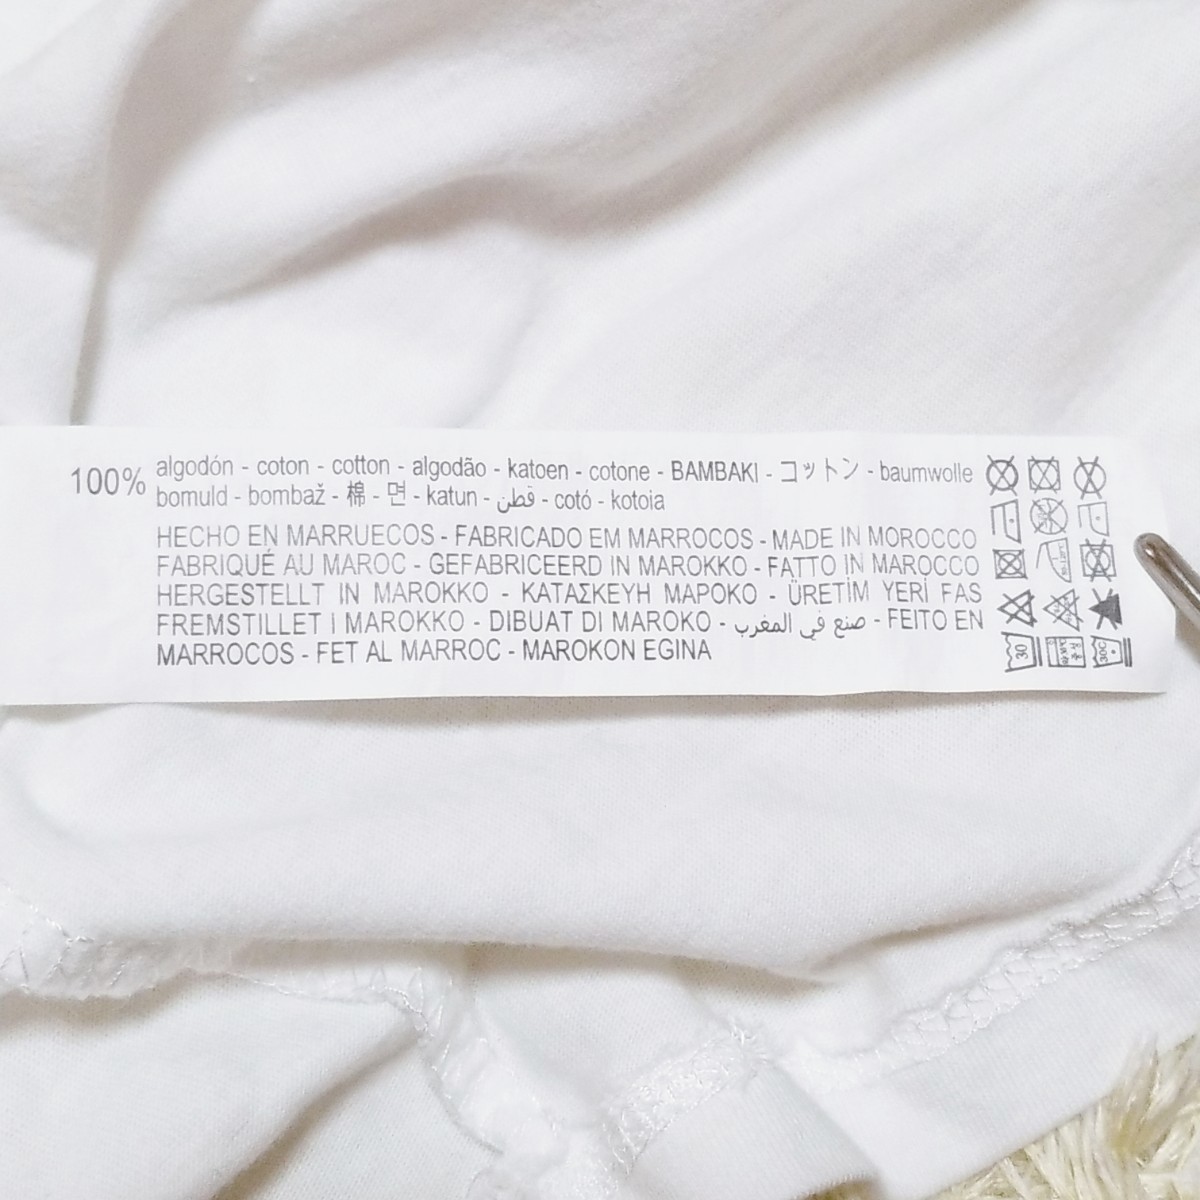 100% algodón - coton - cotton - algodão - katoen - cotone - BAMBAKI - コットン - baumwolle
bomuld - bombaž - 棉 - 면 - katun - قطن - cotó - kotoia
HECHO EN MARRUECOS - FABRICADO EM MARROCOS - MADE IN MOROCCO
FABRIQUÉ AU MAROC - GEFABRICEERD IN MAROKKO - FATTO IN MAROCCO
HERGESTELLT IN MAROKKO - ΚΑΤΑΣΚΕΥΗ ΜΑΡΟΚΟ - ÜRETİM YERİ FAS
FREMSTILLET I MAROKKO - DIBUAT DI MAROKO - صنع في المغرب - FEITO EN
MARROCOS - FET AL MARROC - MAROKON EGINA
30
30C